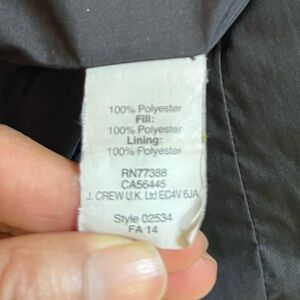 100% Polyester
Fill:
100% Polyester
Lining:
100% Polyester
RN77388
CA56445
J. CREW U.K. Ltd EC4V 6JA
Style 02534
FA 14